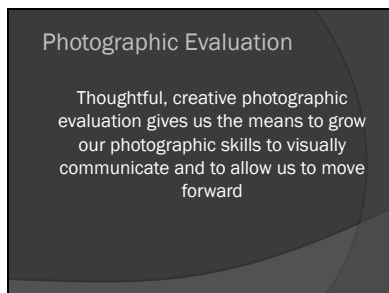 Photographic Evaluation
Thoughtful, creative photographic
evaluation gives us the means to grow
our photographic skills to visually
communicate and to allow us to move
forward